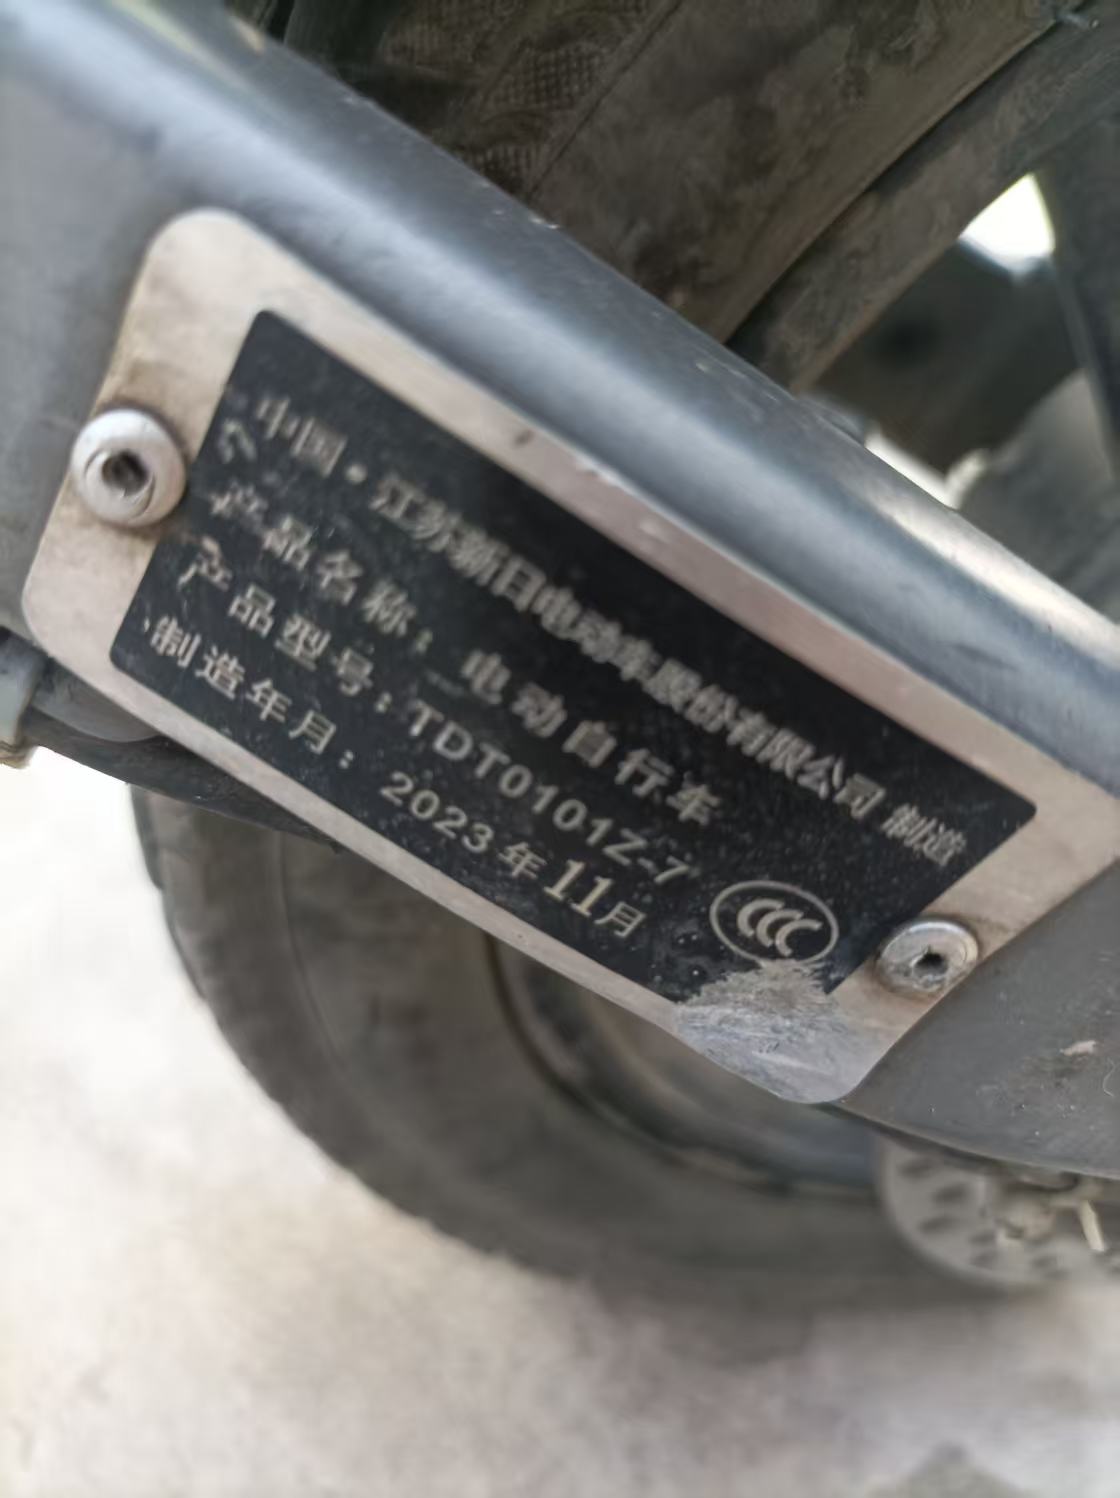 中国·江苏新日电动车股份有限公司 制造
产品名称：电动自行车
产品型号：TDT0101Z-7
制造年月：2023年11月
CCC